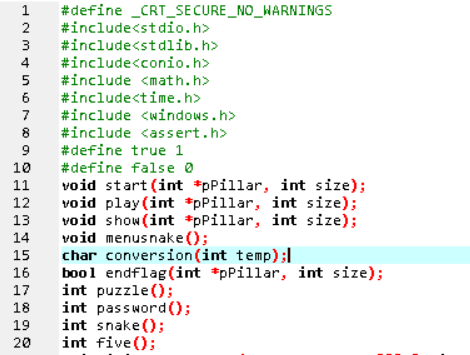 1 #define _CRT_SECURE_NO_WARNINGS
2 #include<stdio.h>
3 #include<stdlib.h>
4 #include<conio.h>
5 #include <math.h>
6 #include<time.h>
7 #include <windows.h>
8 #include <assert.h>
9 #define true 1
10 #define false 0
11 void start(int *pPillar, int size);
12 void play(int *pPillar, int size);
13 void show(int *pPillar, int size);
14 void menusnake();
15 char conversion(int temp);
16 bool endflag(int *pPillar, int size);
17 int puzzle();
18 int password();
19 int snake();
20 int five();